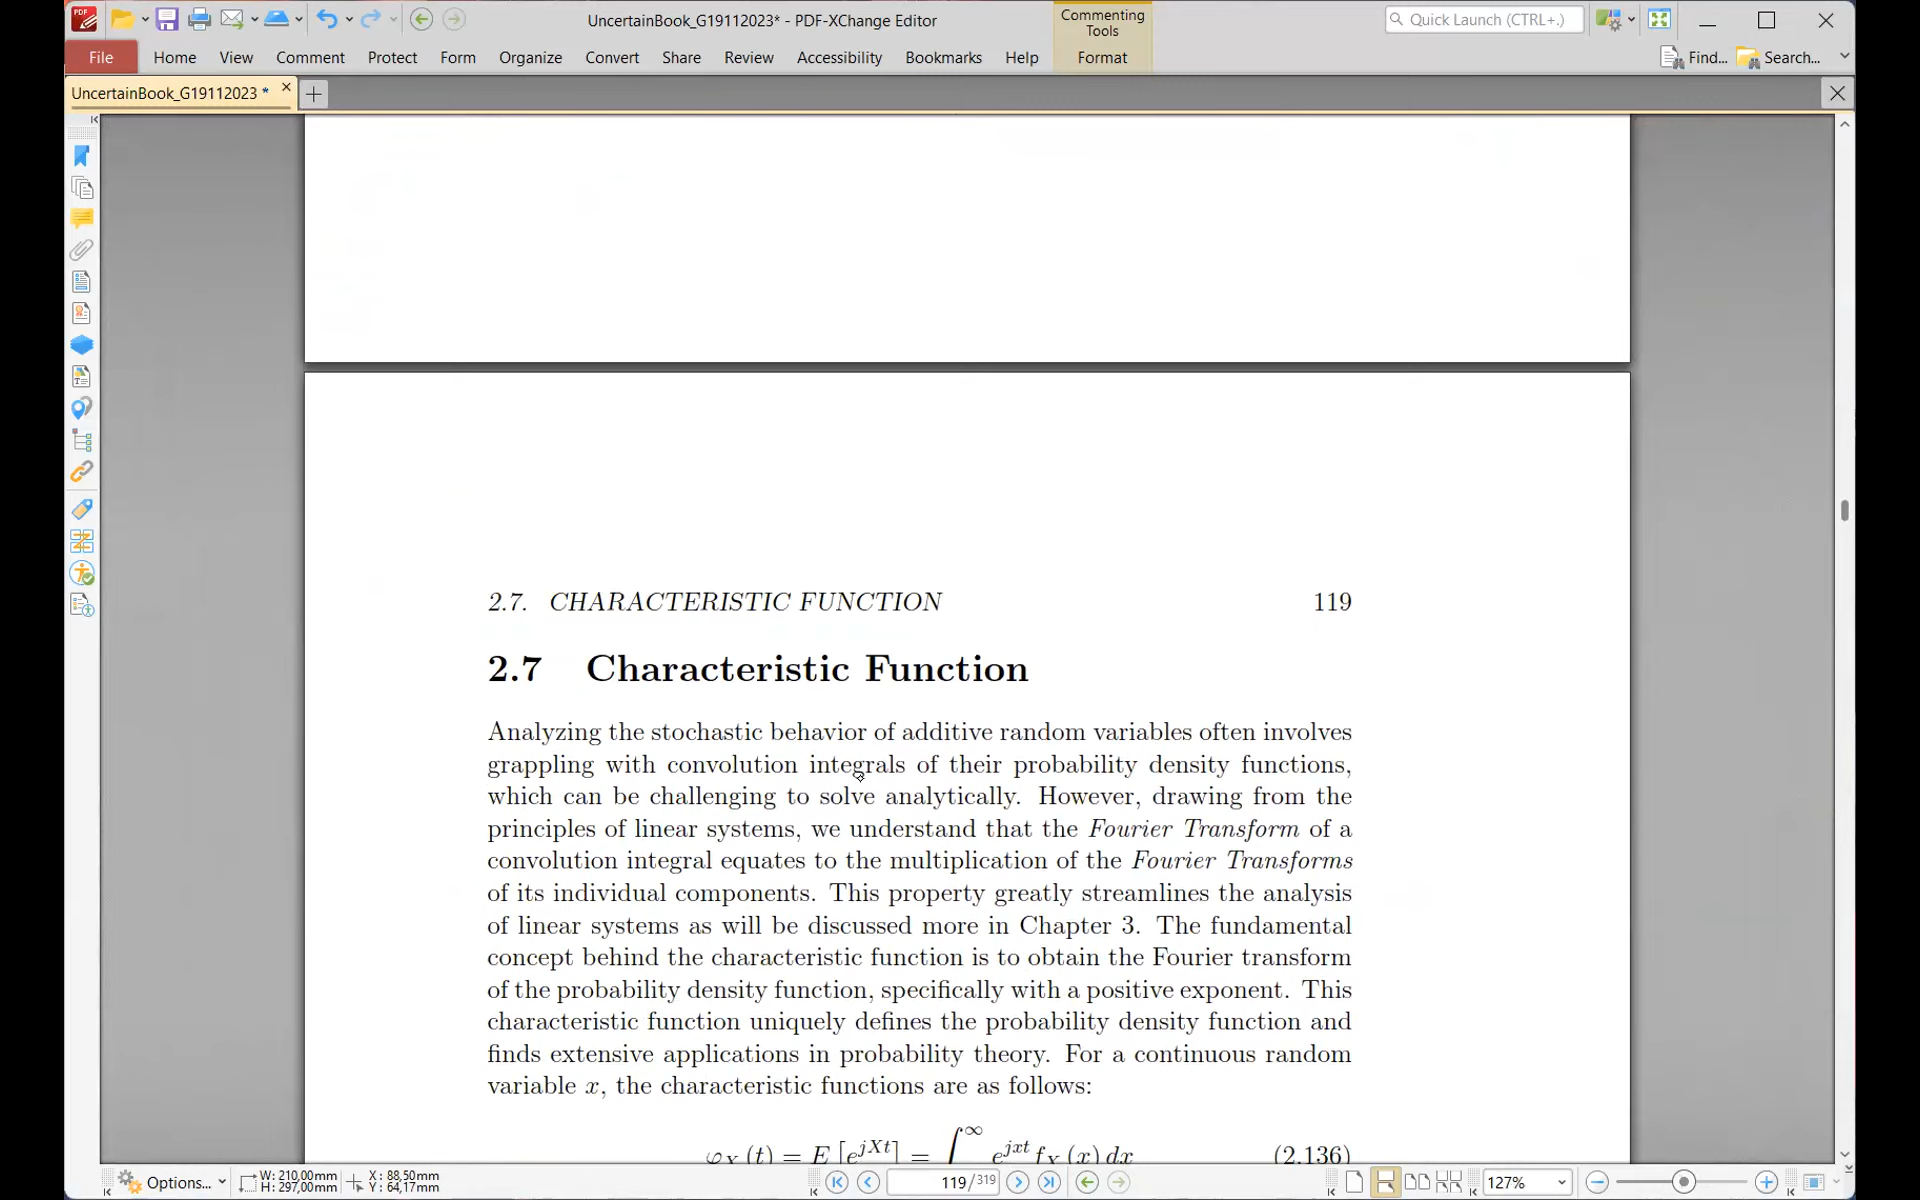 UncertainBook_G19112023* - PDF-XChange Editor
Commenting Tools
Quick Launch (CTRL+.)
File Home View Comment Protect Form Organize Convert Share Review Accessibility Bookmarks Help Format
Find... Search...
UncertainBook_G19112023 *
2.7. CHARACTERISTIC FUNCTION 119
2.7 Characteristic Function
Analyzing the stochastic behavior of additive random variables often involves
grappling with convolution integrals of their probability density functions,
which can be challenging to solve analytically. However, drawing from the
principles of linear systems, we understand that the Fourier Transform of a
convolution integral equates to the multiplication of the Fourier Transforms
of its individual components. This property greatly streamlines the analysis
of linear systems as will be discussed more in Chapter 3. The fundamental
concept behind the characteristic function is to obtain the Fourier transform
of the probability density function, specifically with a positive exponent. This
characteristic function uniquely defines the probability density function and
finds extensive applications in probability theory. For a continuous random
variable x, the characteristic functions are as follows:
φ_X (t) = E [e^{jXt}] = ∫^∞ e^{jxt} f_X (x) dx (2.136)
Options...
W: 210,00mm
H: 297,00mm
X: 88,50mm
Y: 64,17mm
119 / 319
127%